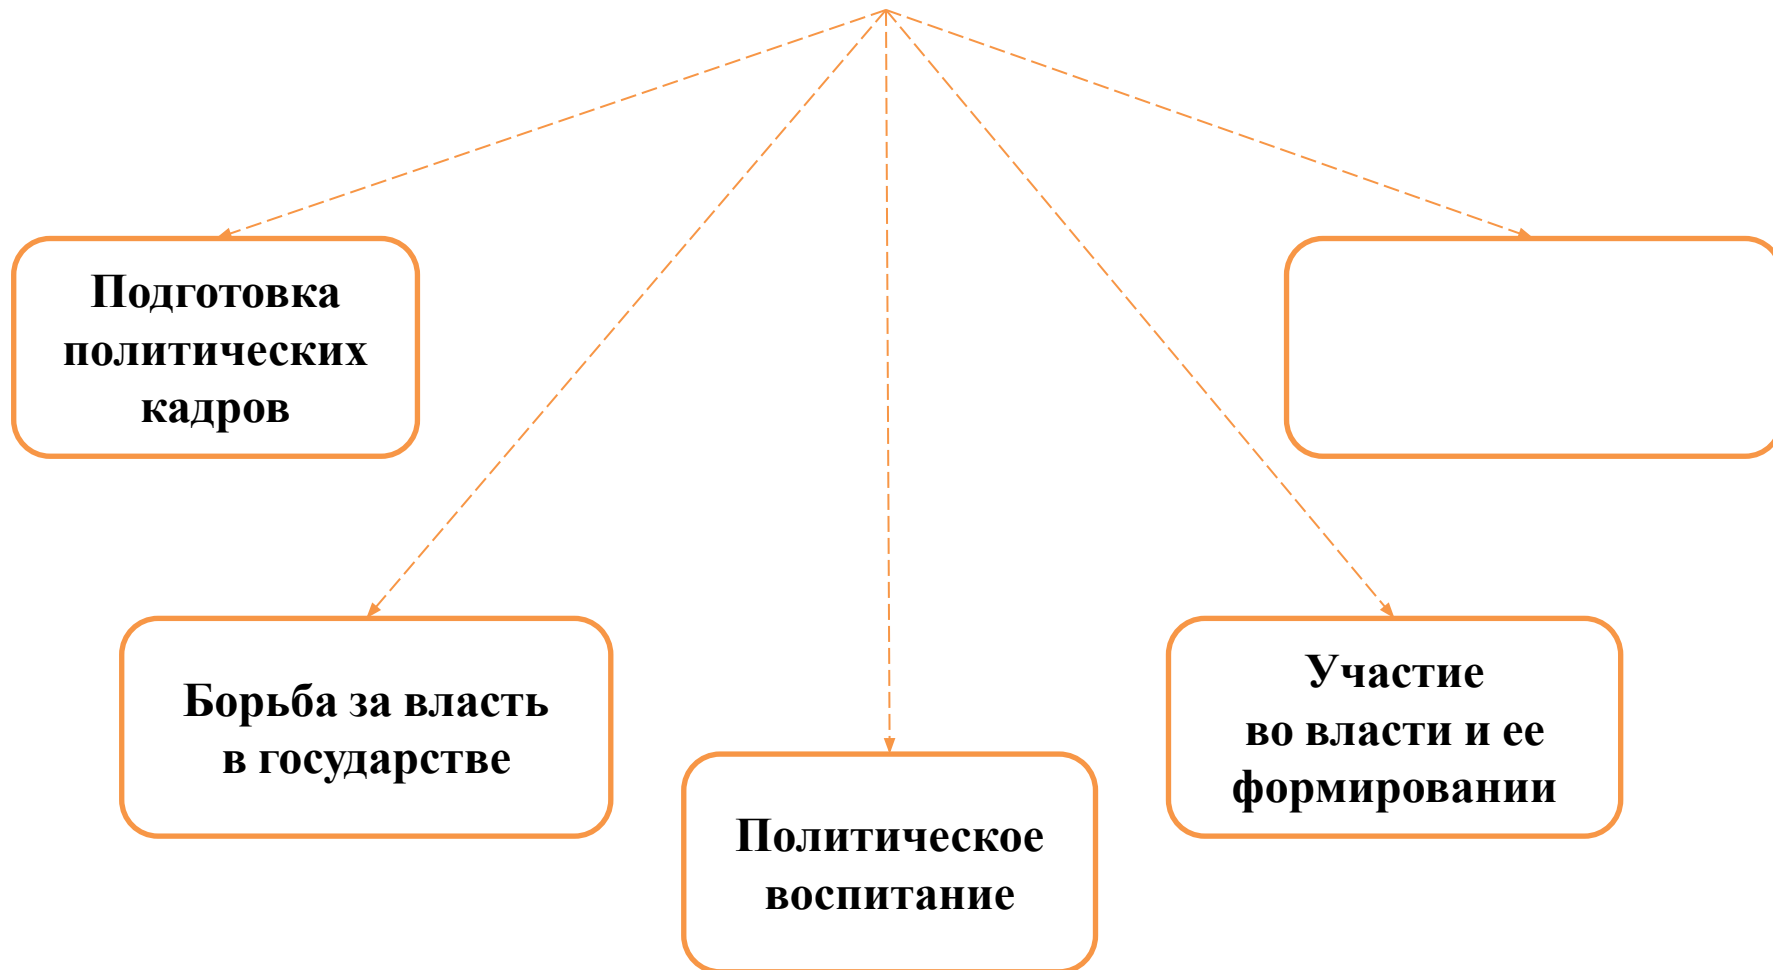 Подготовка
политических
кадров
Борьба за власть
в государстве
Политическое
воспитание
Участие
во власти и ее
формировании